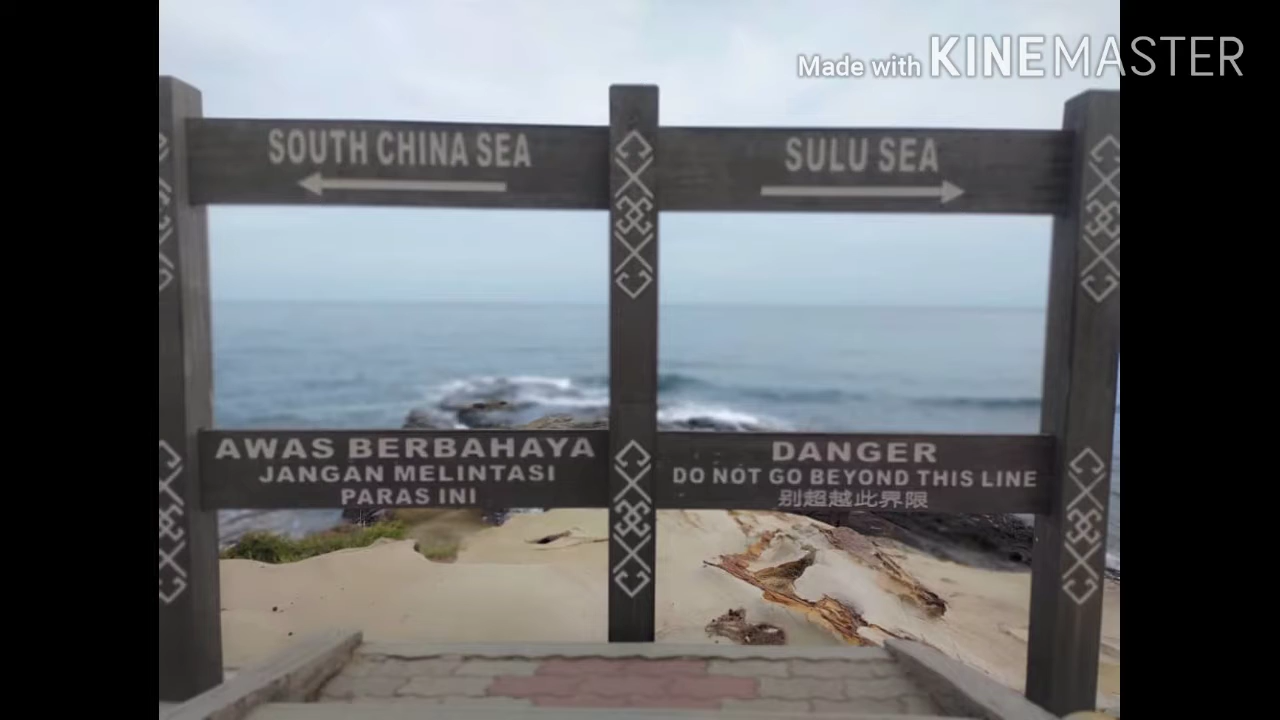 Made with KINEMASTER
SOUTH CHINA SEA
SULU SEA
AWAS BERBAHAYA
JANGAN MELINTASI
PARAS INI
DANGER
DO NOT GO BEYOND THIS LINE
别超越此界限